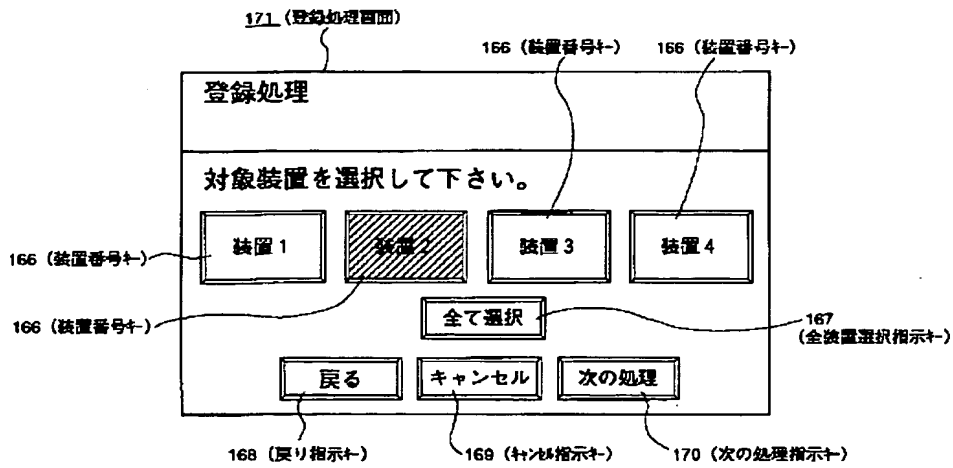 171 (登録処理画面)
166 (装置番号キー) 166 (装置番号キー)
登録処理
対象装置を選択して下さい。
装置1 装置2 装置3 装置4
166 (装置番号キー)
166 (装置番号キー)
全て選択
167
(全装置選択指示キー)
戻る キャンセル 次の処理
168 (戻り指示キー) 169 (キャンセル指示キー) 170 (次の処理指示キー)